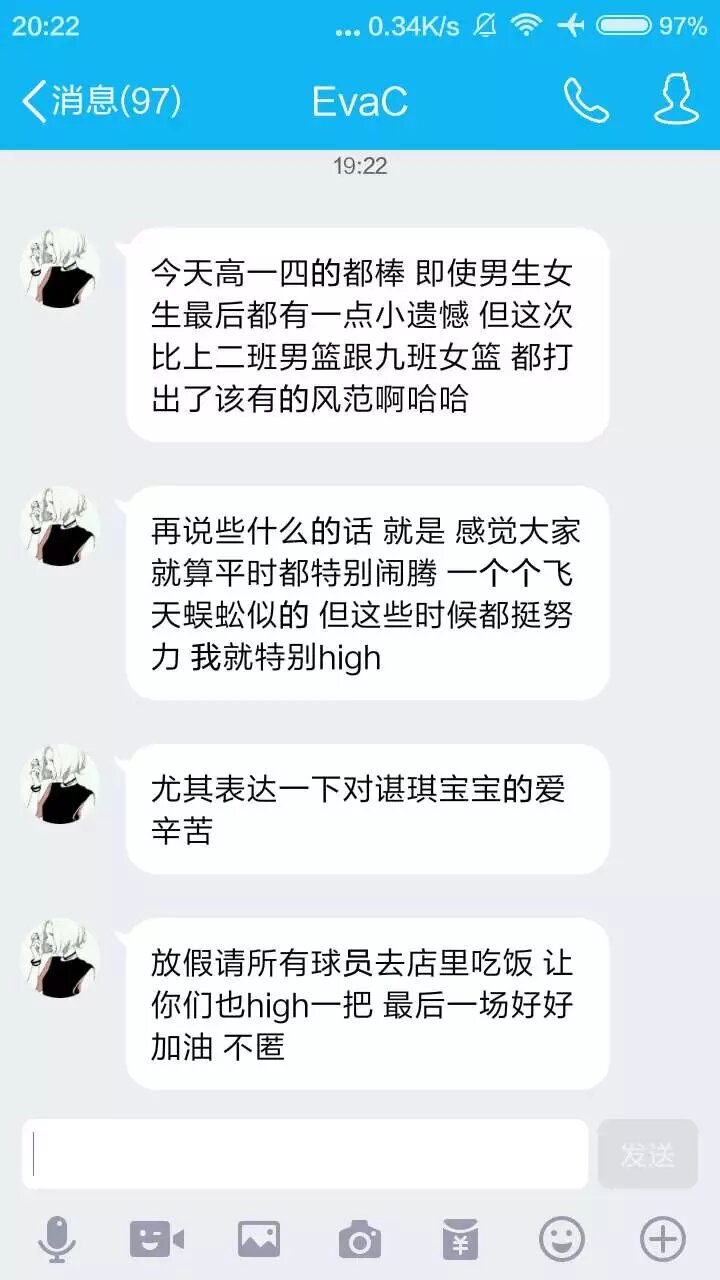 20:22
... 0.34K/s 97%
消息(97)
EvaC
19:22
今天高一四的都棒 即使男生女
生最后都有一点小遗憾 但这次
比上二班男篮跟九班女篮 都打
出了该有的风范啊哈哈
再说些什么的话 就是 感觉大家
就算平时都特别闹腾 一个个飞
天蜈蚣似的 但这些时候都挺努
力 我就特别high
尤其表达一下对谌琪宝宝的爱
辛苦
放假请所有球员去店里吃饭 让
你们也high一把 最后一场好好
加油 不匿
发送